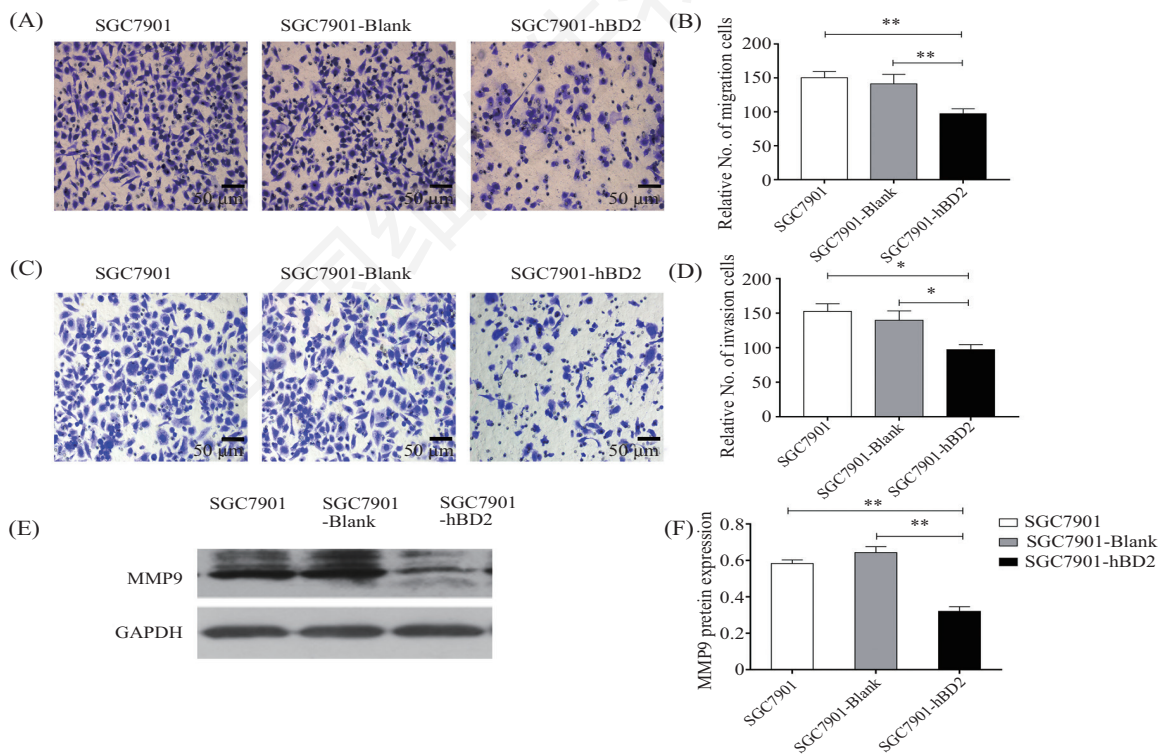 (A)
SGC7901
SGC7901-Blank
SGC7901-hBD2
50 μm
50 μm
50 μm
(B)
**
**
Relative No. of migration cells
200
150
100
50
0
SGC7901
SGC7901-Blank
SGC7901-hBD2
(C)
SGC7901
SGC7901-Blank
SGC7901-hBD2
50 μm
50 μm
50 μm
(D)
*
*
Relative No. of invasion cells
200
150
100
50
0
SGC7901
SGC7901-Blank
SGC7901-hBD2
(E)
SGC7901
SGC7901
-Blank
SGC7901
-hBD2
MMP9
GAPDH
(F)
**
**
MMP9 pretein expression
0.8
0.6
0.4
0.2
0
SGC7901
SGC7901-Blank
SGC7901-hBD2
SGC7901
SGC7901-Blank
SGC7901-hBD2